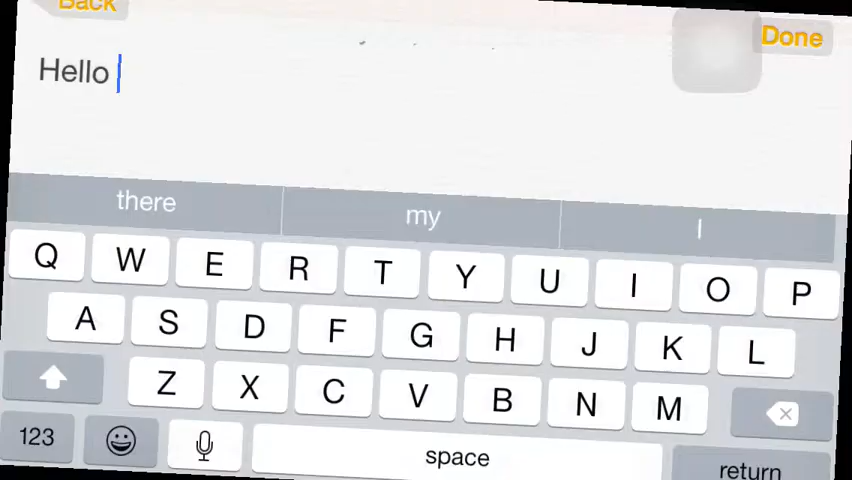 Back
Done
Hello
there my I
Q W E R T Y U I O P
A S D F G H J K L
Z X C V B N M
123 space return